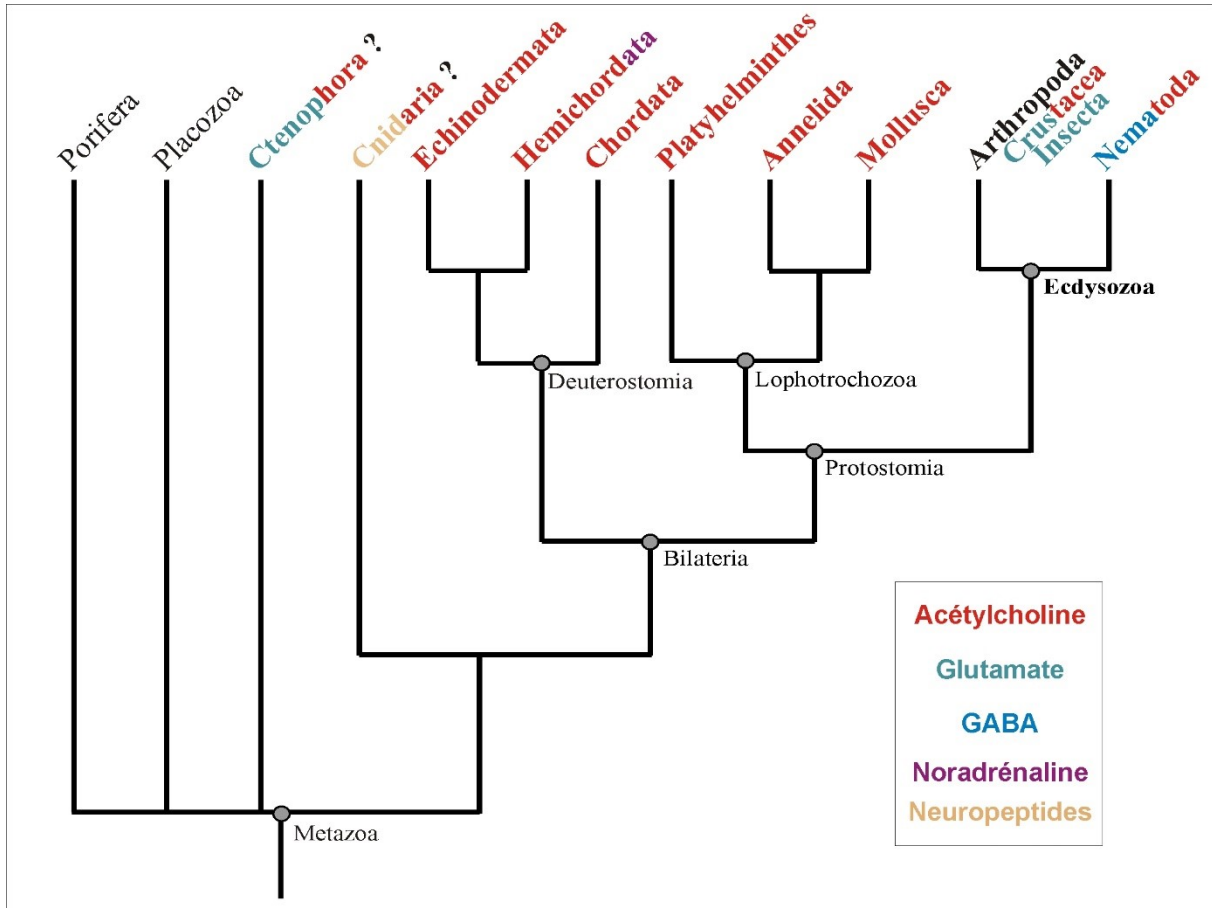 Porifera
Placozoa
Ctenophora ?
Cnidaria ?
Echinodermata
Hemichordata
Chordata
Platyhelminthes
Annelida
Mollusca
Arthropoda
Crustacea
Insecta
Nematoda
Ecdysozoa
Deuterostomia
Lophotrochozoa
Protostomia
Bilateria
Metazoa
Acétylcholine
Glutamate
GABA
Noradrénaline
Neuropeptides